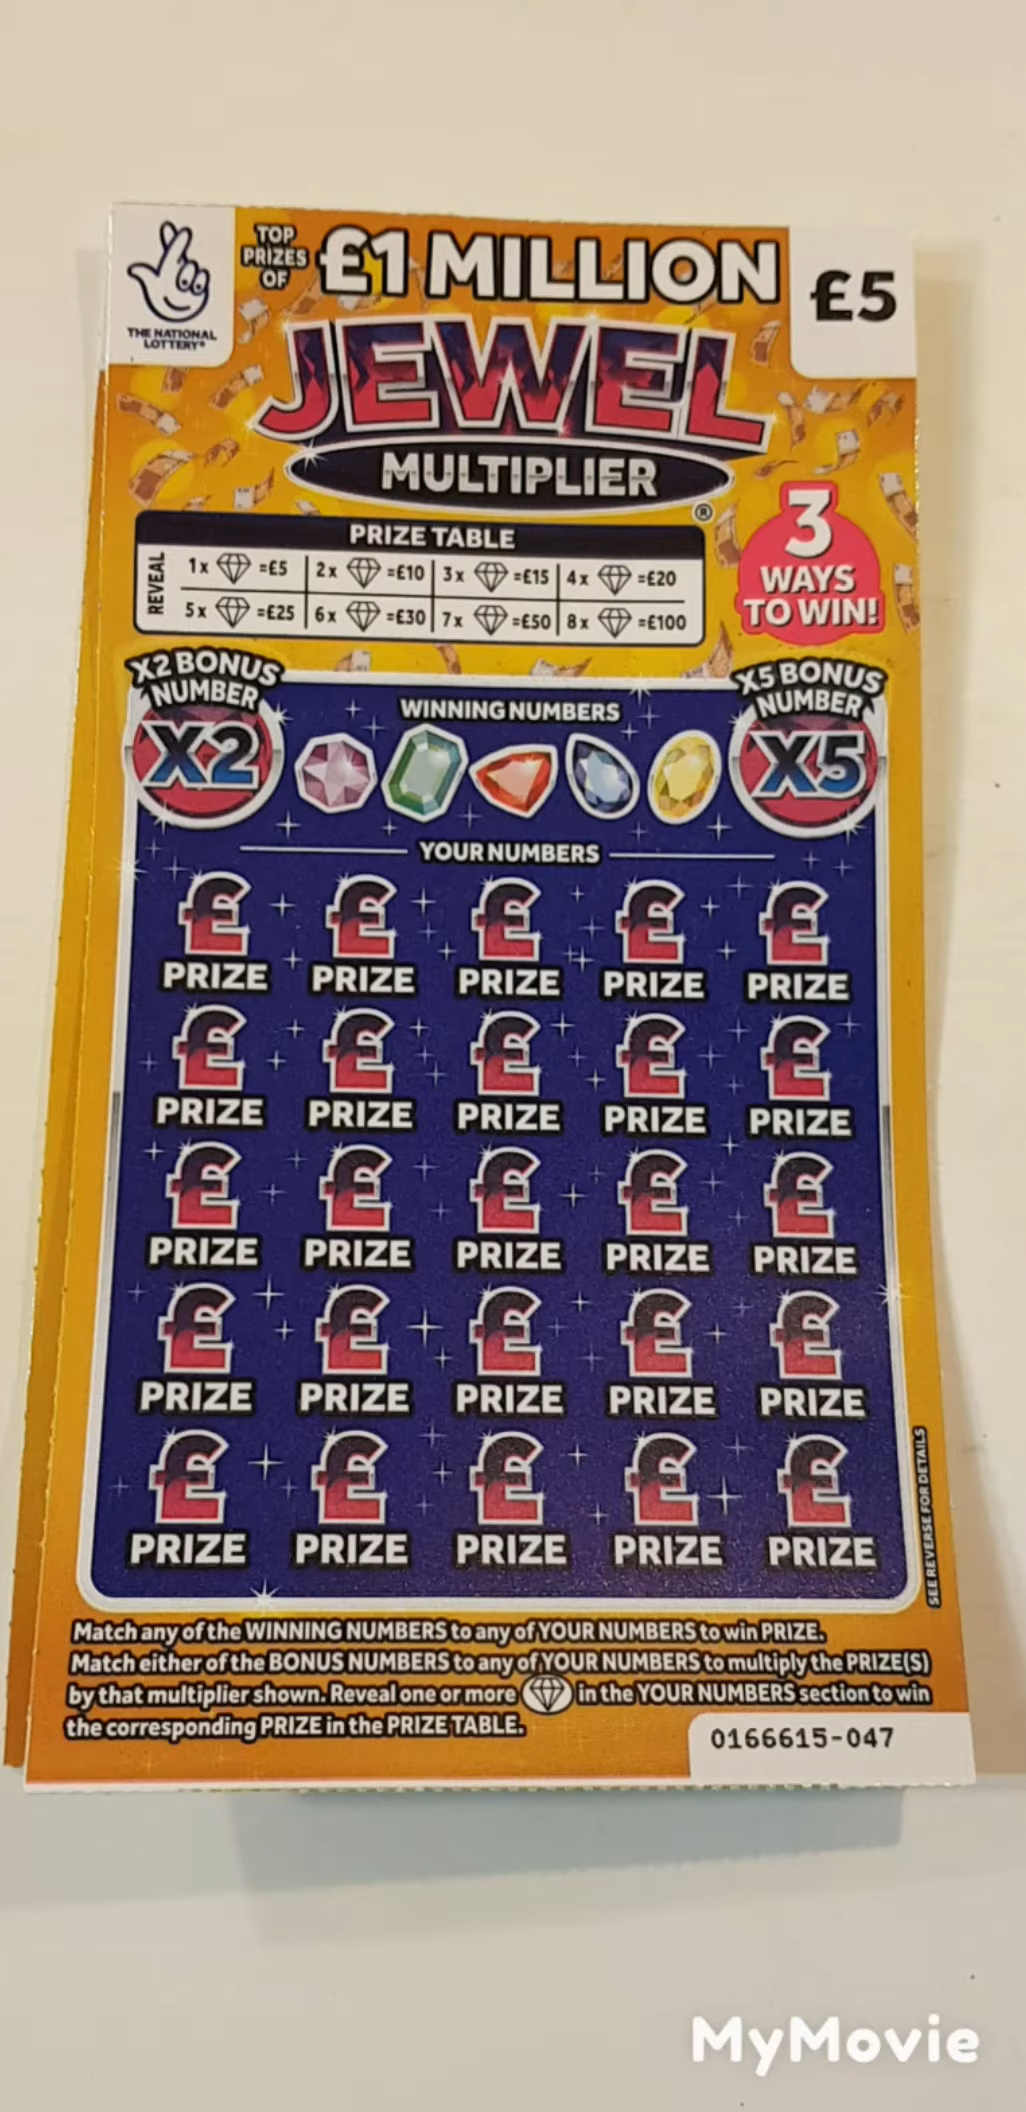 THE NATIONAL
LOTTERY®
TOP
PRIZES
OF
£1 MILLION
£5
JEWEL
MULTIPLIER
®
PRIZE TABLE
REVEAL
1x =£5 2x =£10 3x =£15 4x =£20
5x =£25 6x =£30 7x =£50 8x =£100
3
WAYS
TO WIN!
X2 BONUS
NUMBER
X2
WINNING NUMBERS
X5 BONUS
NUMBER
X5
YOUR NUMBERS
£ £ £ £ £
PRIZE PRIZE PRIZE PRIZE PRIZE
£ £ £ £ £
PRIZE PRIZE PRIZE PRIZE PRIZE
£ £ £ £ £
PRIZE PRIZE PRIZE PRIZE PRIZE
£ £ £ £ £
PRIZE PRIZE PRIZE PRIZE PRIZE
£ £ £ £ £
PRIZE PRIZE PRIZE PRIZE PRIZE
SEE REVERSE FOR DETAILS
Match any of the WINNING NUMBERS to any of YOUR NUMBERS to win PRIZE.
Match either of the BONUS NUMBERS to any of YOUR NUMBERS to multiply the PRIZE(S)
by that multiplier shown. Reveal one or more in the YOUR NUMBERS section to win
the corresponding PRIZE in the PRIZE TABLE.
0166615-047
MyMovie